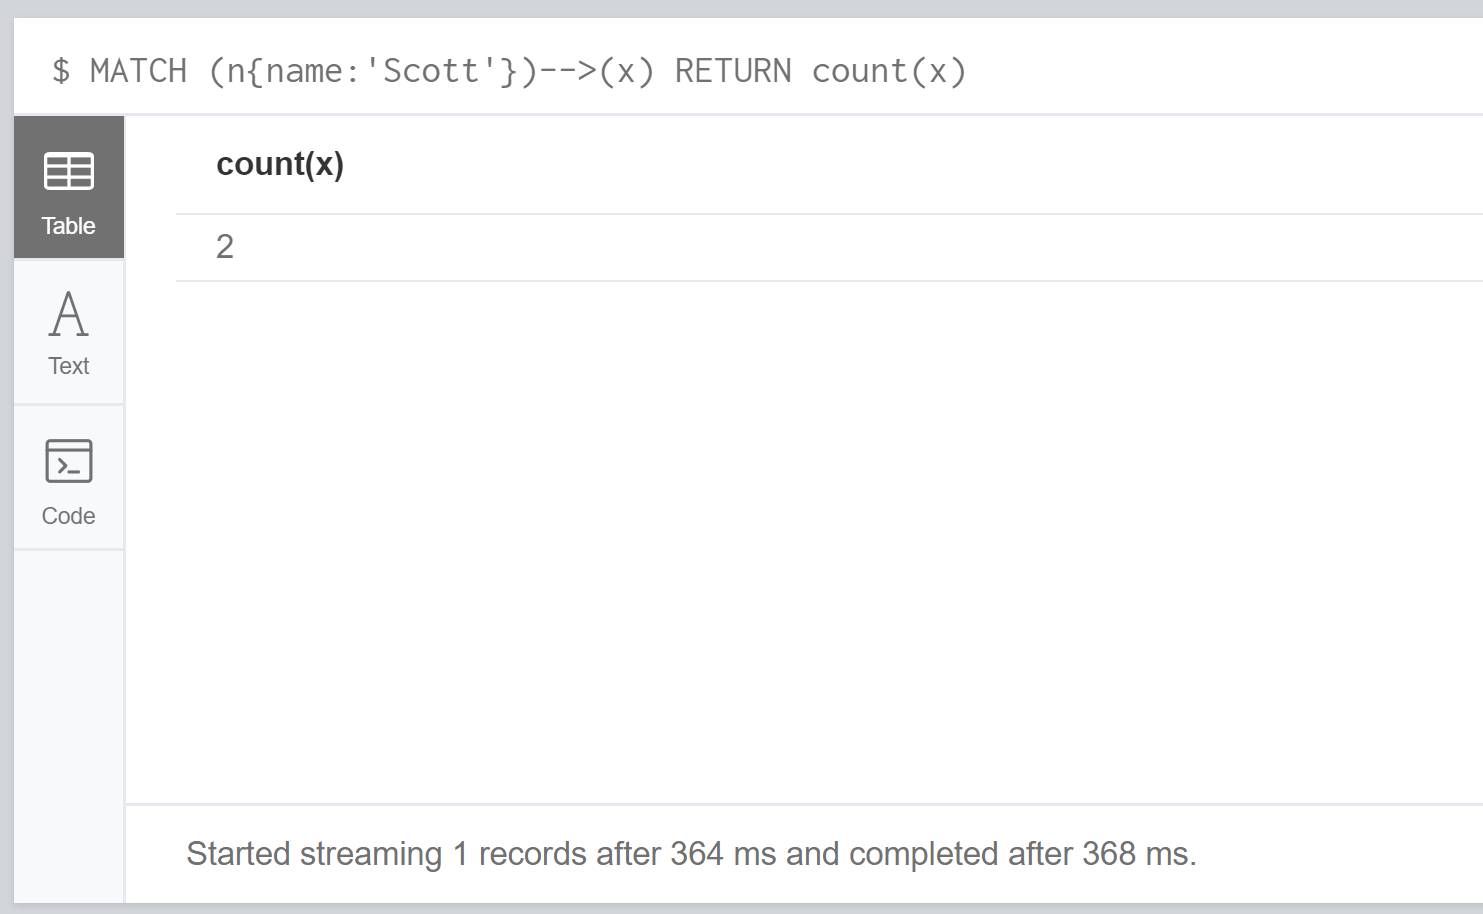 $ MATCH (n{name:'Scott'})-->(x) RETURN count(x)
Table
count(x)
2
Text
Code
Started streaming 1 records after 364 ms and completed after 368 ms.